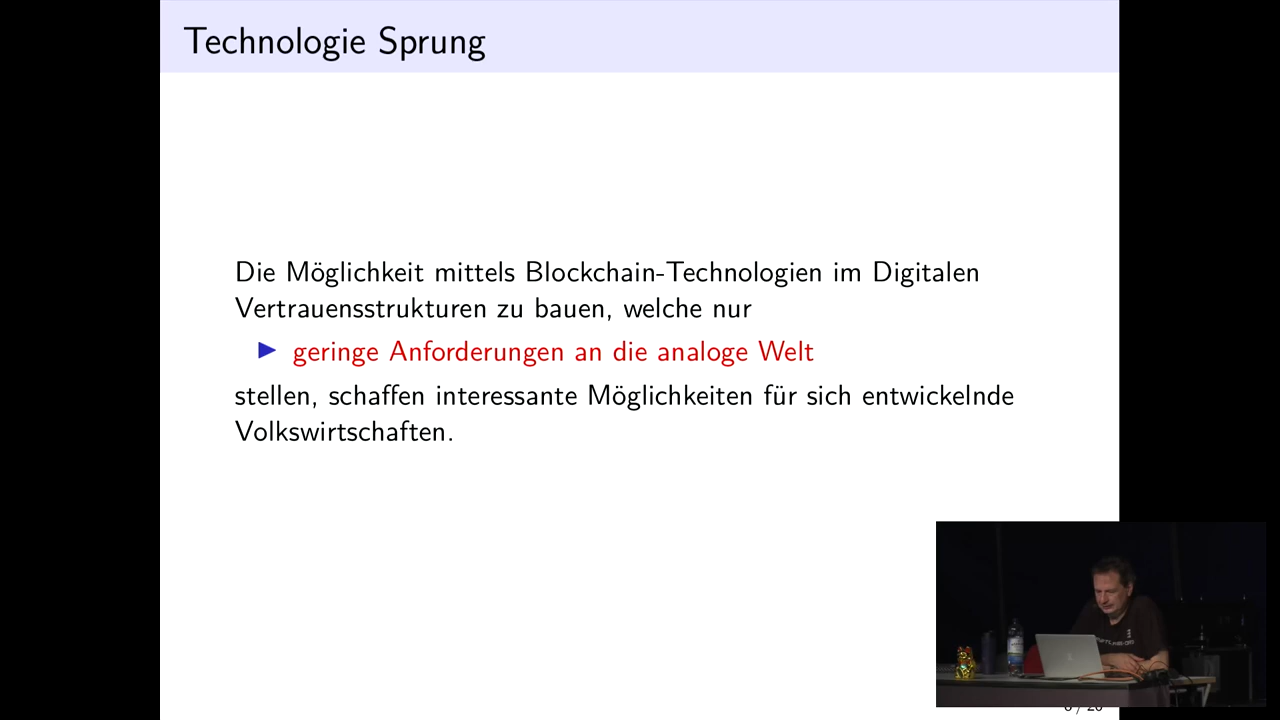 Technologie Sprung
Die Möglichkeit mittels Blockchain-Technologien im Digitalen
Vertrauensstrukturen zu bauen, welche nur
▶ geringe Anforderungen an die analoge Welt
stellen, schaffen interessante Möglichkeiten für sich entwickelnde
Volkswirtschaften.